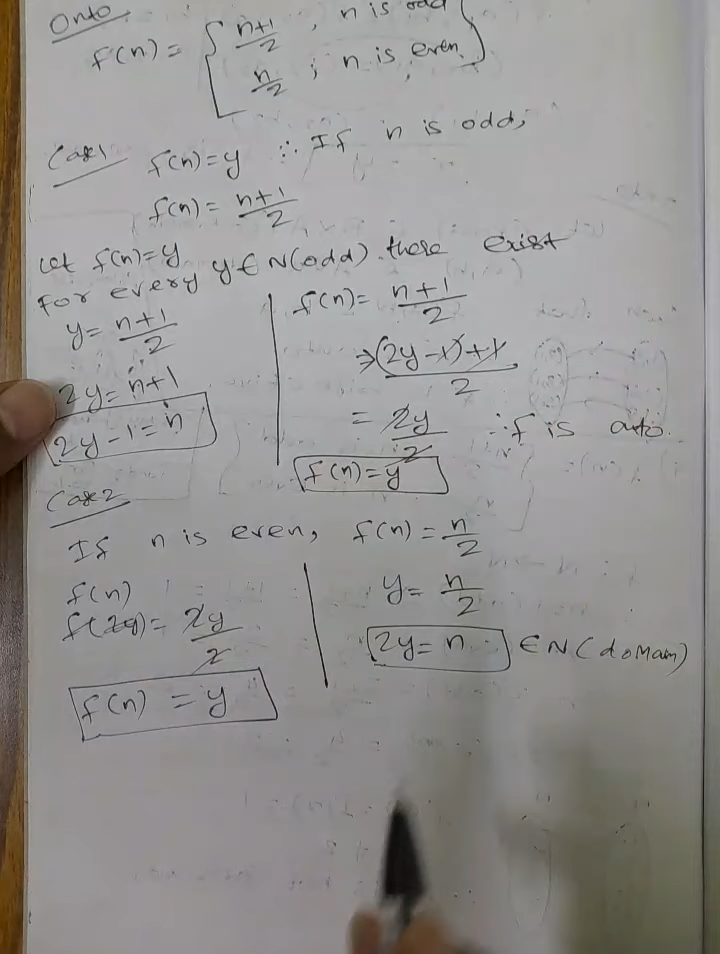 Onto
f(n) = { n+1/2 , n is odd
n/2 ; n is even. }
Case1 f(n)=y ∴ If n is odd,
f(n) = n+1/2
Let f(n)=y
For every y∈N(odd) there exist
y = n+1/2
2y = n+1
2y-1 = n
f(n) = n+1/2
⇒ (2y-1)+1/2
= 2y/2 ∴ f is onto.
f(n)=y
Case2
If n is even, f(n) = n/2
f(n)
f(2y) = 2y/2
f(n) = y
y = n/2
2y = n ∈ N (domain)